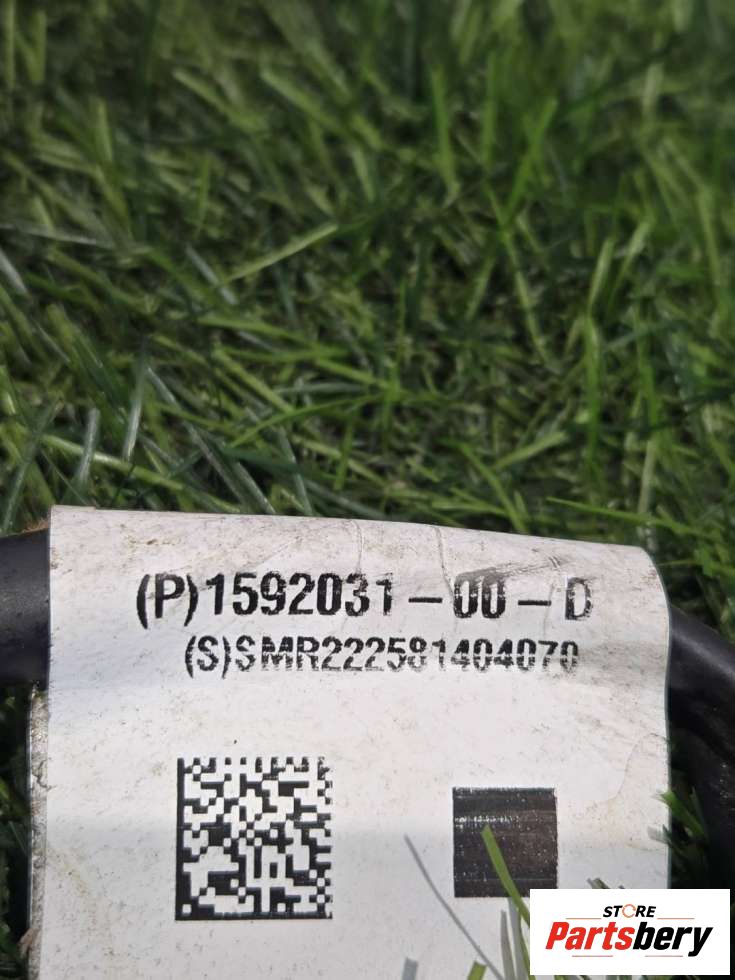 (P)1592031-00-D
(S)SMR222581404070
STORE
Partsbery